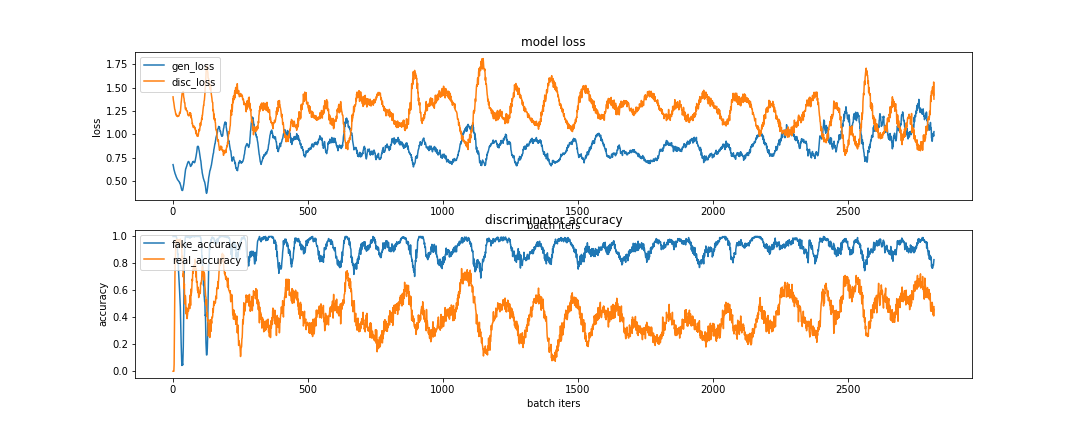 model loss
gen_loss
disc_loss
loss
1.75
1.50
1.25
1.00
0.75
0.50
0 500 1000 1500 2000 2500
batch iters
discriminator accuracy
fake_accuracy
real_accuracy
accuracy
1.0
0.8
0.6
0.4
0.2
0.0
0 500 1000 1500 2000 2500
batch iters